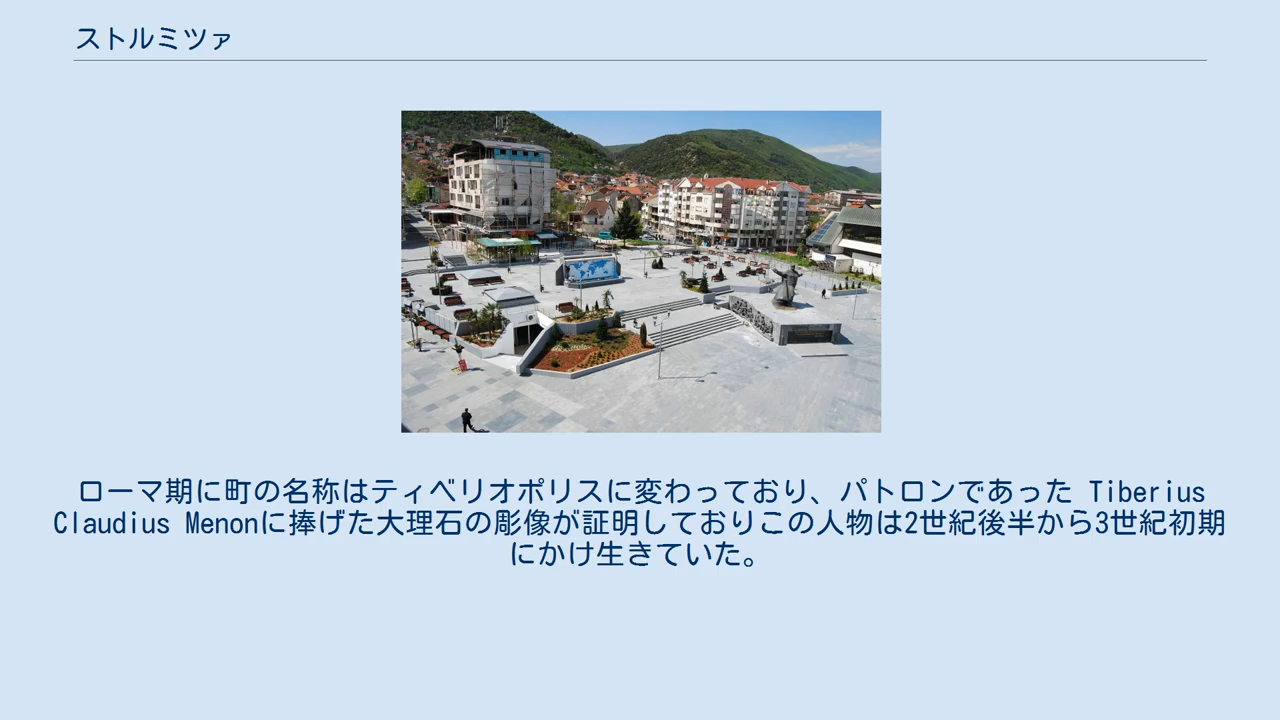 ストルミツァ
ローマ期に町の名称はティベリオポリスに変わっており、パトロンであった Tiberius
Claudius Menonに捧げた大理石の彫像が証明しておりこの人物は2世紀後半から3世紀初期
にかけ生きていた。